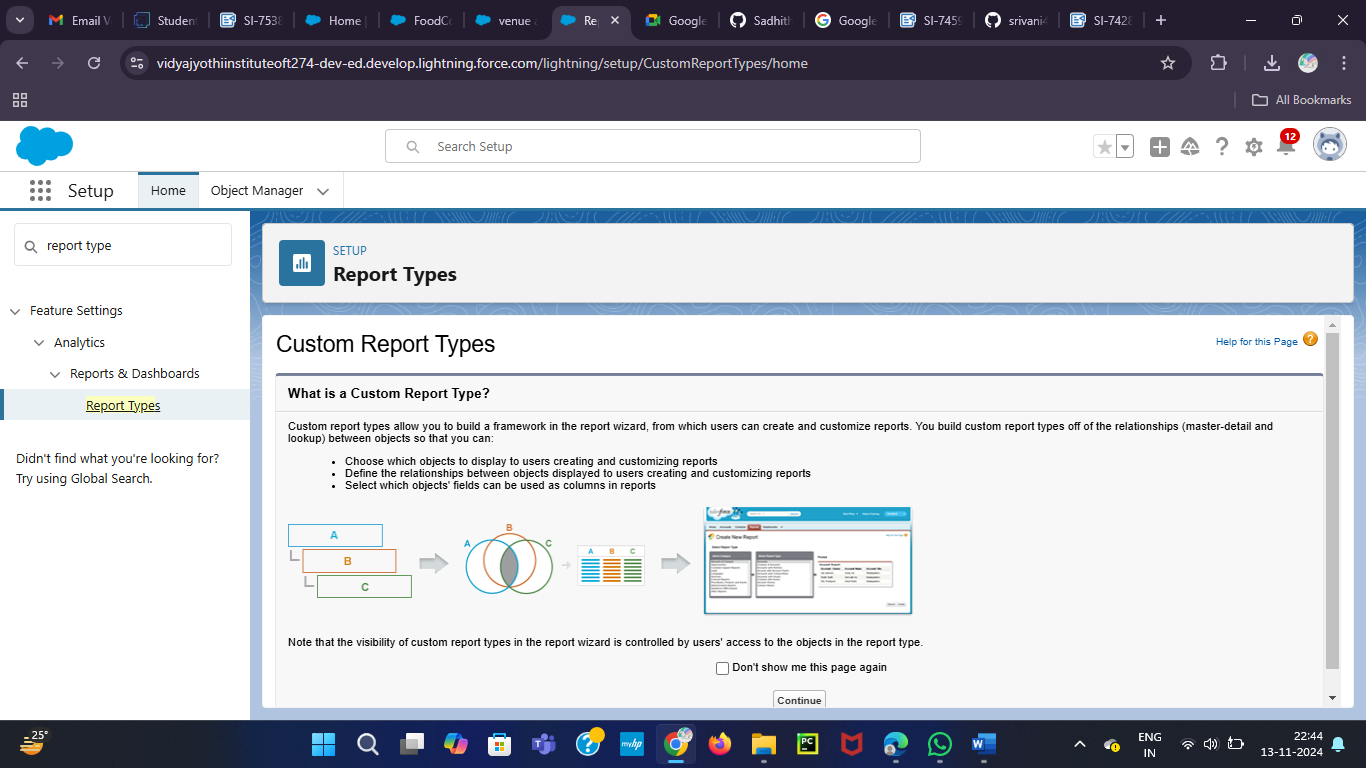 Email V
Student
SI-7538
Home |
FoodCo
venue a
Rep
Google
Sadhith
Google
SI-7459
srivani4
SI-7428
vidyajyothiinstituteoft274-dev-ed.develop.lightning.force.com/lightning/setup/CustomReportTypes/home
All Bookmarks
Search Setup
12
Setup
Home
Object Manager
report type
SETUP
Report Types
Feature Settings
Analytics
Reports & Dashboards
Report Types
Didn't find what you're looking for?
Try using Global Search.
Custom Report Types
Help for this Page
What is a Custom Report Type?
Custom report types allow you to build a framework in the report wizard, from which users can create and customize reports. You build custom report types off of the relationships (master-detail and
lookup) between objects so that you can:
• Choose which objects to display to users creating and customizing reports
• Define the relationships between objects displayed to users creating and customizing reports
• Select which objects' fields can be used as columns in reports
A
B
C
A
B
C
A B C
Create New Report
Note that the visibility of custom report types in the report wizard is controlled by users' access to the objects in the report type.
Don't show me this page again
Continue
25°
myhp
PC
W
ENG
IN
22:44
13-11-2024